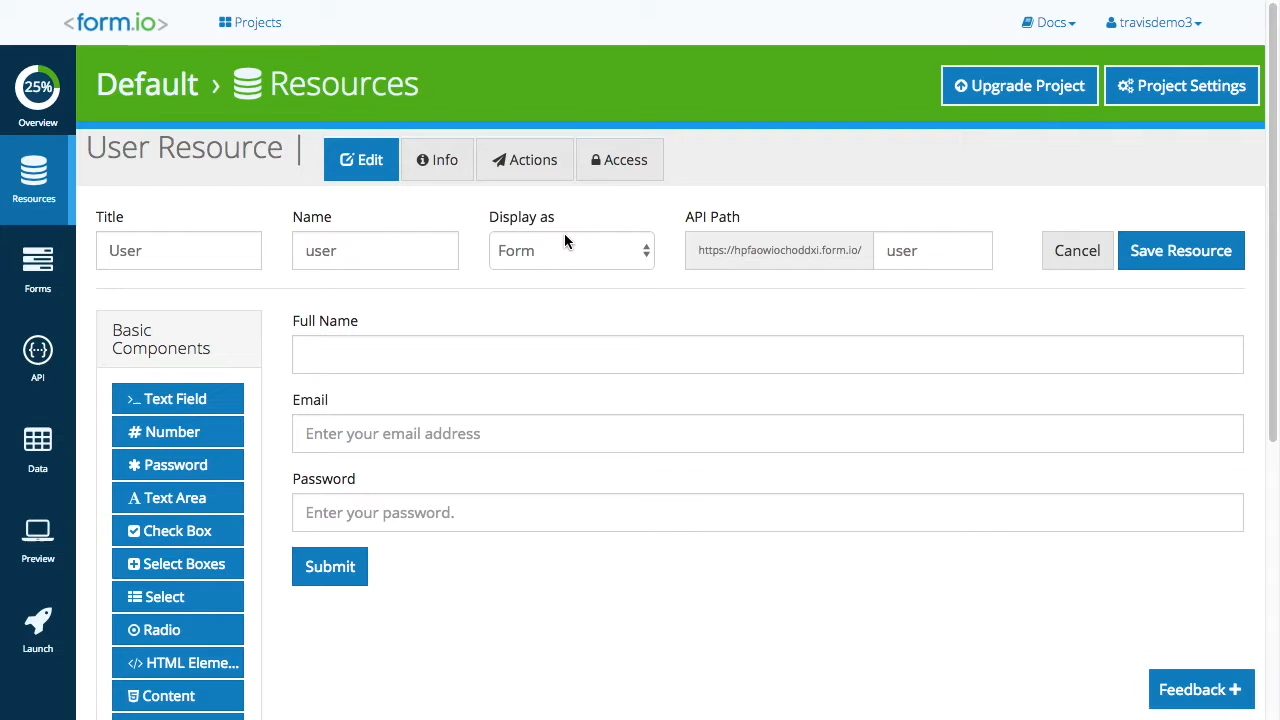 <form.io>
Projects
Docs
travisdemo3
25%
Overview
Default › Resources
Upgrade Project
Project Settings
User Resource |
Edit
Info
Actions
Access
Resources
Title
Name
Display as
API Path
User
user
Form
https://hpfaowiochoddxi.form.io/
user
Cancel
Save Resource
Forms
API
Data
Preview
Launch
Basic
Components
>_ Text Field
# Number
Password
A Text Area
Check Box
Select Boxes
Select
Radio
</> HTML Eleme...
Content
Full Name
Email
Enter your email address
Password
Enter your password.
Submit
Feedback +